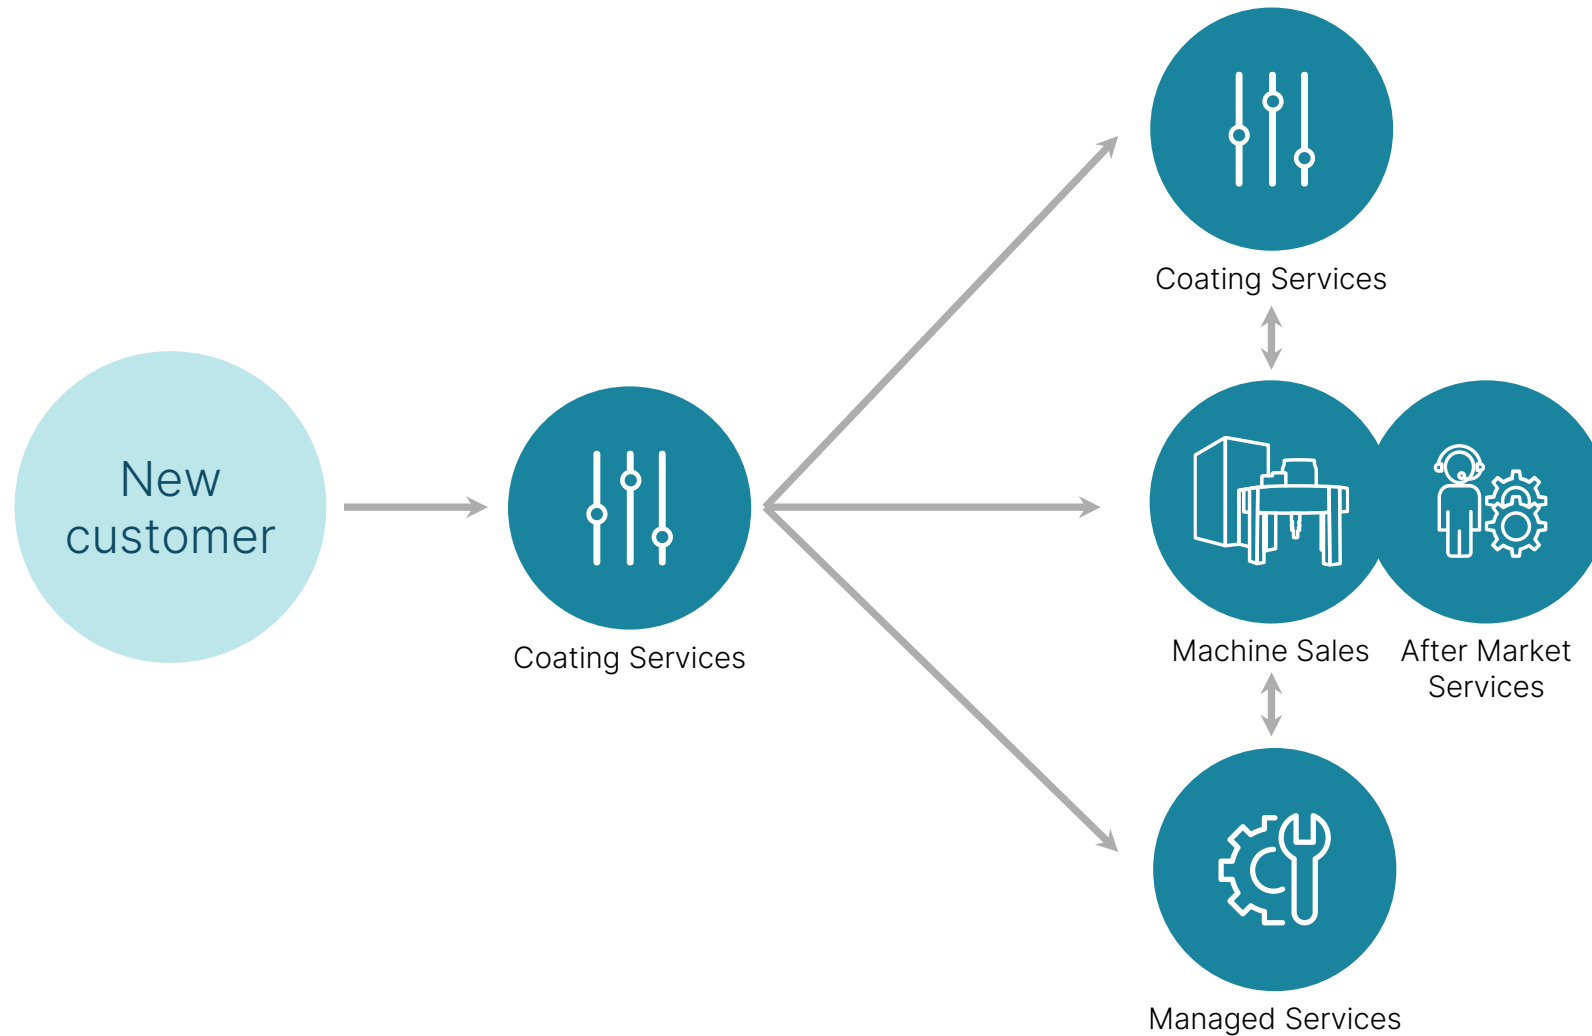 New
customer
Coating Services
Coating Services
Machine Sales
After Market
Services
Managed Services